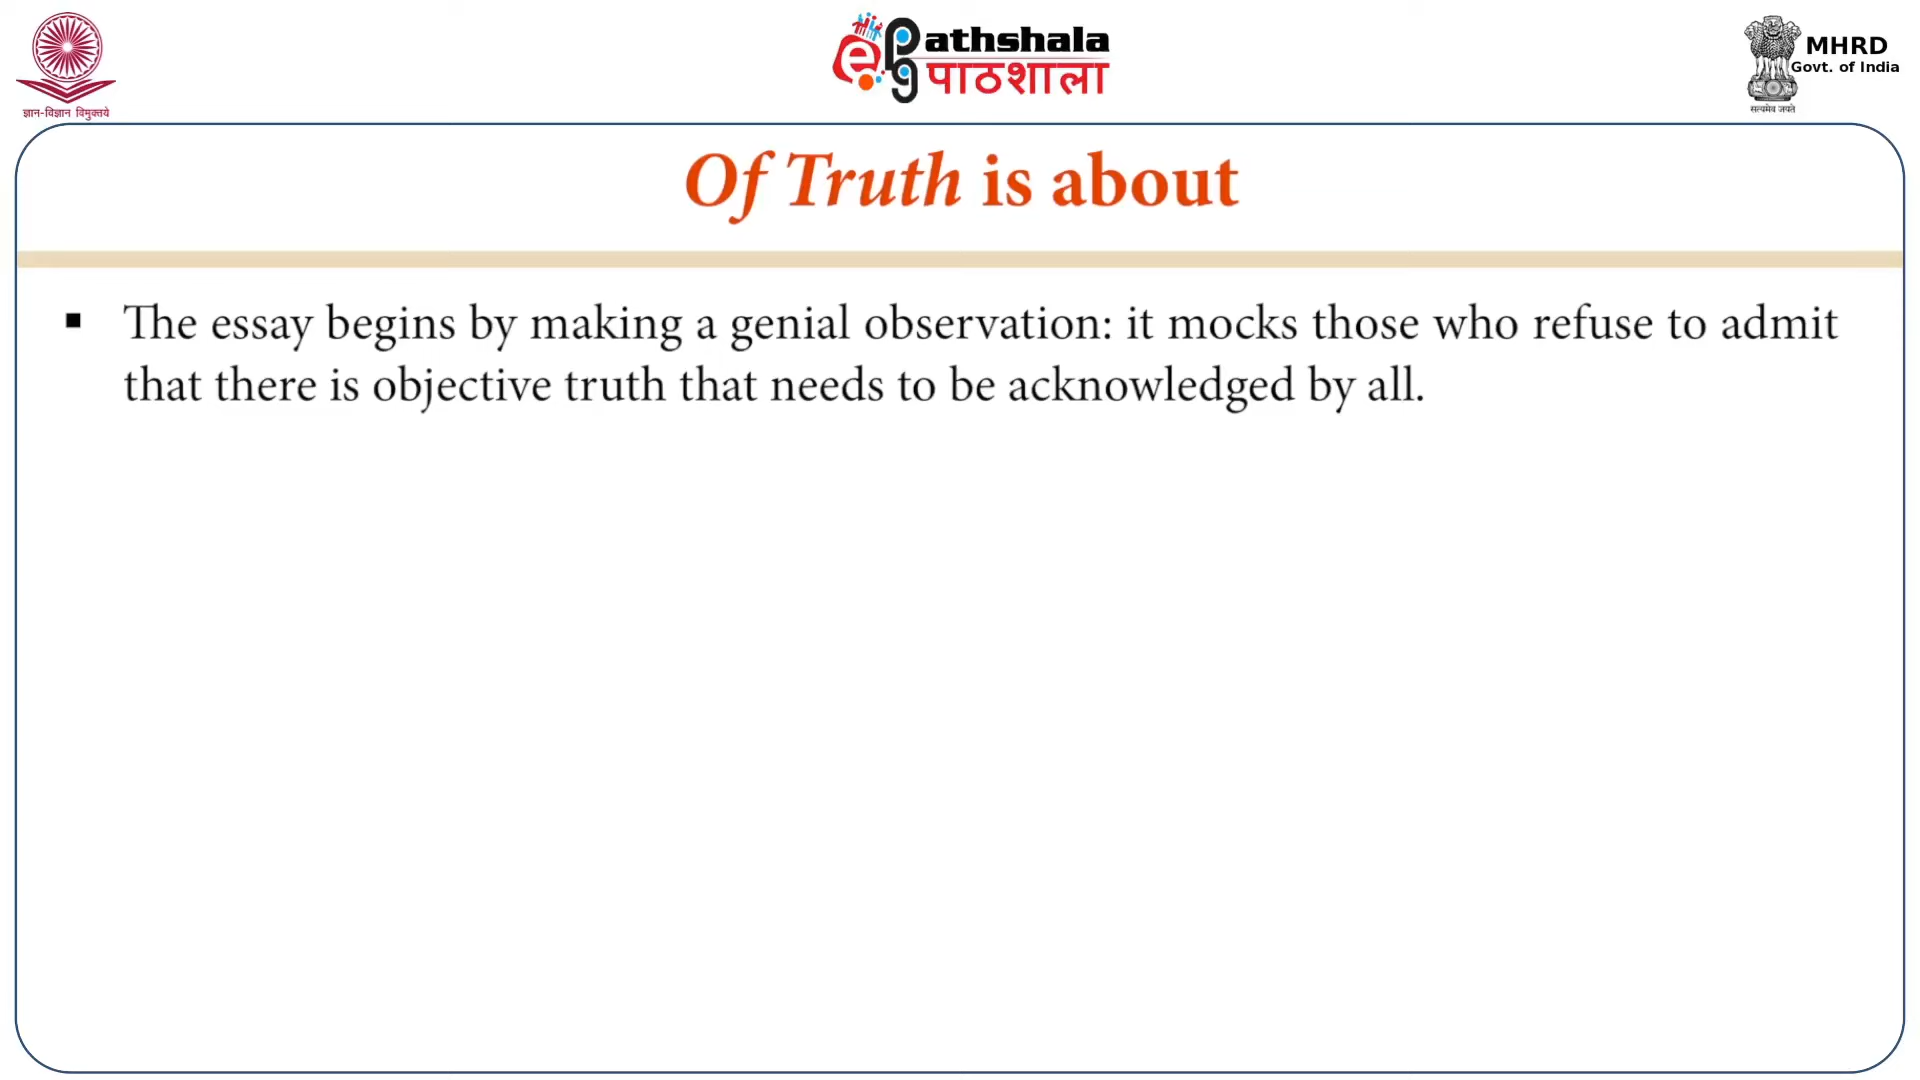 ज्ञान-विज्ञान विमुक्तये
e Pathshala
पाठशाला
MHRD
Govt. of India
सत्यमेव जयते
Of Truth is about
▪ The essay begins by making a genial observation: it mocks those who refuse to admit
that there is objective truth that needs to be acknowledged by all.